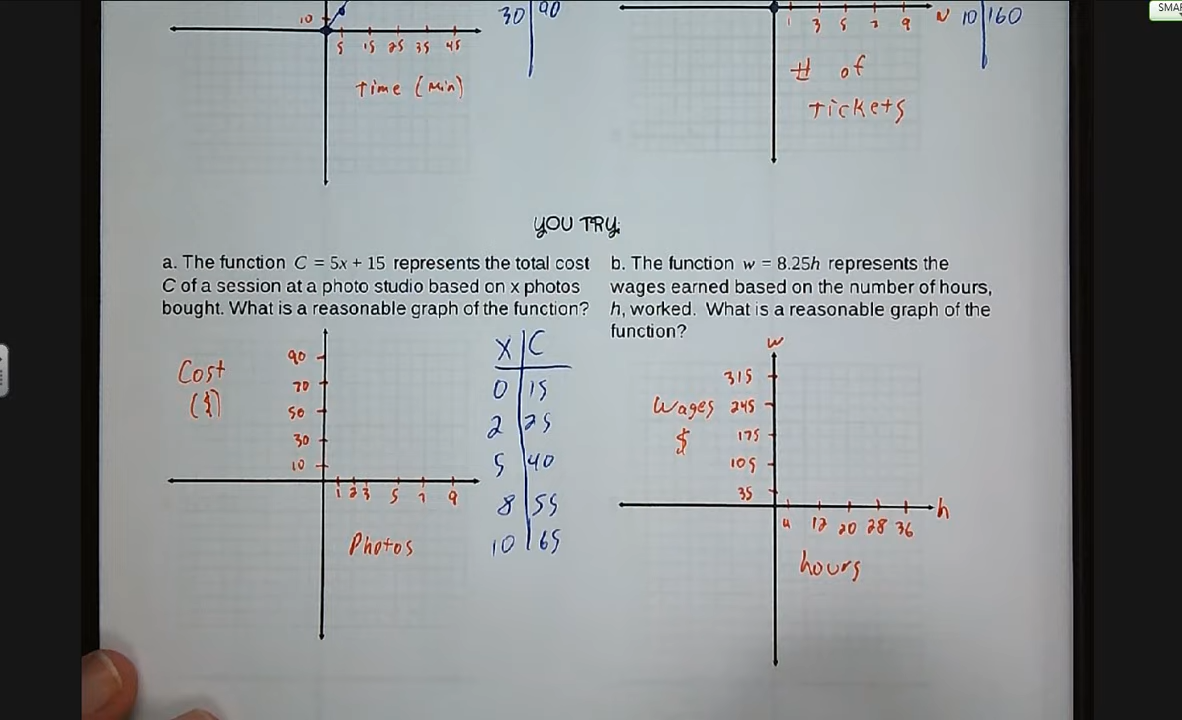 SMAR
10
5 15 25 35 45
time (min)
30 90
1 3 5 7 9 N
10 160
# of
tickets
YOU TRY:
a. The function C = 5x + 15 represents the total cost
C of a session at a photo studio based on x photos
bought. What is a reasonable graph of the function?
Cost
($)
90
70
50
30
10
1 2 3 5 7 9
Photos
X C
0 15
2 25
5 40
8 55
10 65
b. The function w = 8.25h represents the
wages earned based on the number of hours,
h, worked. What is a reasonable graph of the
function?
w
Wages
$
315
245
175
105
35
4 12 20 28 36 h
hours